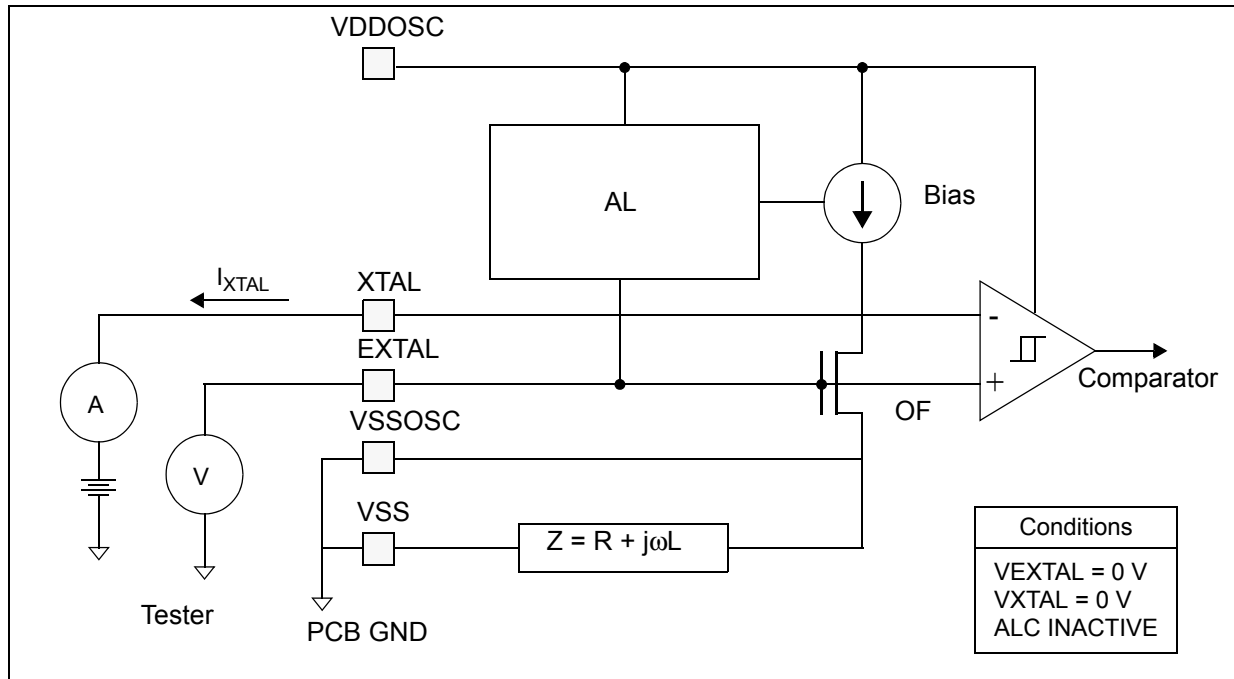 VDDOSC
AL
Bias
I_XTAL
XTAL
-
EXTAL
+
Comparator
A
VSSOSC
OF
V
VSS
Z = R + jωL
Conditions
VEXTAL = 0 V
VXTAL = 0 V
ALC INACTIVE
Tester
PCB GND